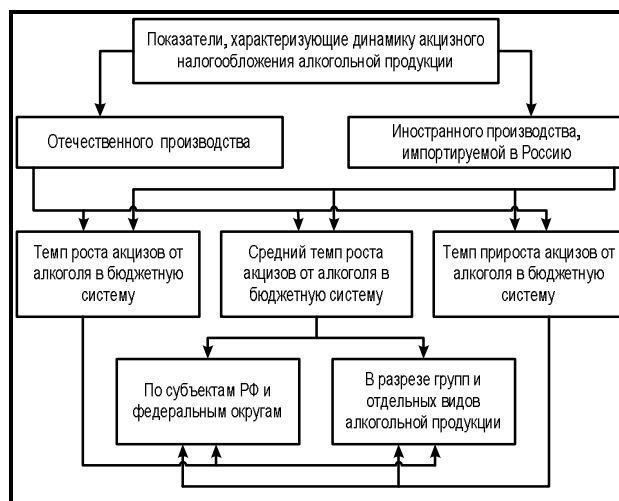 Показатели, характеризующие динамику акцизного
налогообложения алкогольной продукции
Отечественного производства
Иностранного производства,
импортируемой в Россию
Темп роста акцизов от
алкоголя в бюджетную
систему
Средний темп роста
акцизов от алкоголя в
бюджетную систему
Темп прироста акцизов от
алкоголя в бюджетную
систему
По субъектам РФ и
федеральным округам
В разрезе групп и
отдельных видов
алкогольной продукции